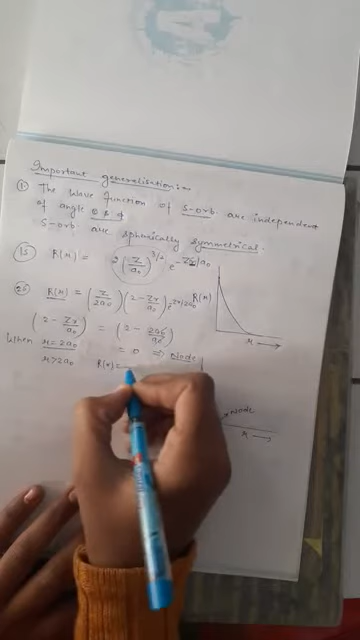 Important generalisation:-
① The wave function of s-orb. are independent
of angle θ & ϕ
s-orb. are spherically symmetrical.
(1s) R(r) = 2 (Z/a₀)^3/2 e^-Zr/a₀
(2s) R(r) = (Z/2a₀) (2 - Zr/a₀) e^-Zr/2a₀
R(r)
r →
(2 - Zr/a₀) = (2 - 2a₀/a₀)
When r = 2a₀ = 0 ⇒ Node
r > 2a₀ R(r) =
Node
r →